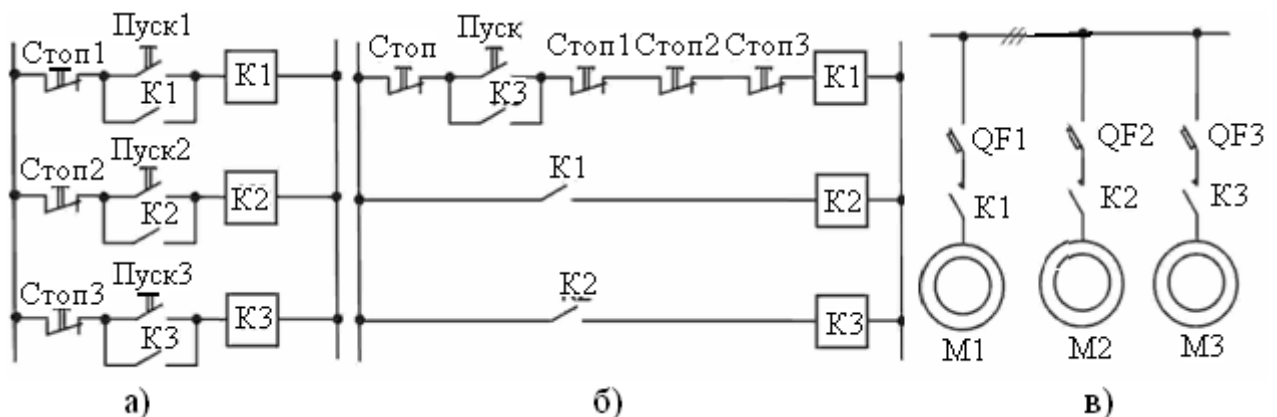 Пуск1
Стоп1
К1
К1
Пуск2
Стоп2
К2
К2
Пуск3
Стоп3
К3
К3
а)
Пуск
Стоп
Стоп1 Стоп2 Стоп3
К3
К1
К1
К2
К2
К3
б)
QF1 QF2 QF3
К1 К2 К3
М1 М2 М3
в)